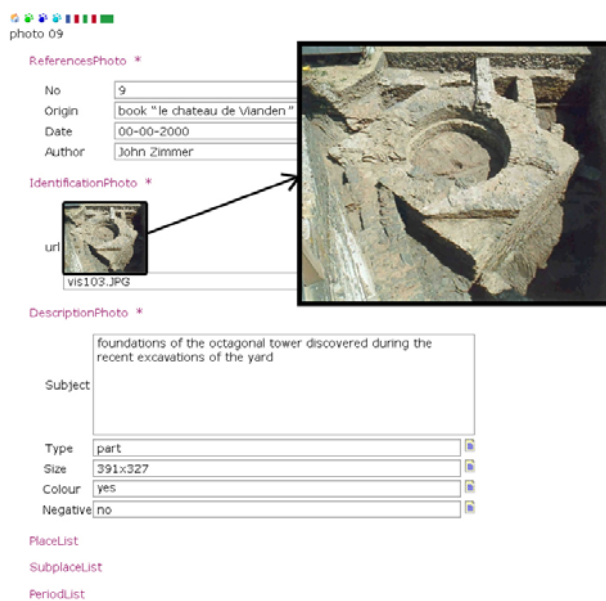 photo 09
ReferencesPhoto *
No 9
Origin book "le chateau de Vianden"
Date 00-00-2000
Author John Zimmer
IdentificationPhoto *
url
vis103.JPG
DescriptionPhoto *
foundations of the octagonal tower discovered during the
recent excavations of the yard
Subject
Type part
Size 391x327
Colour yes
Negative no
PlaceList
SubplaceList
PeriodList